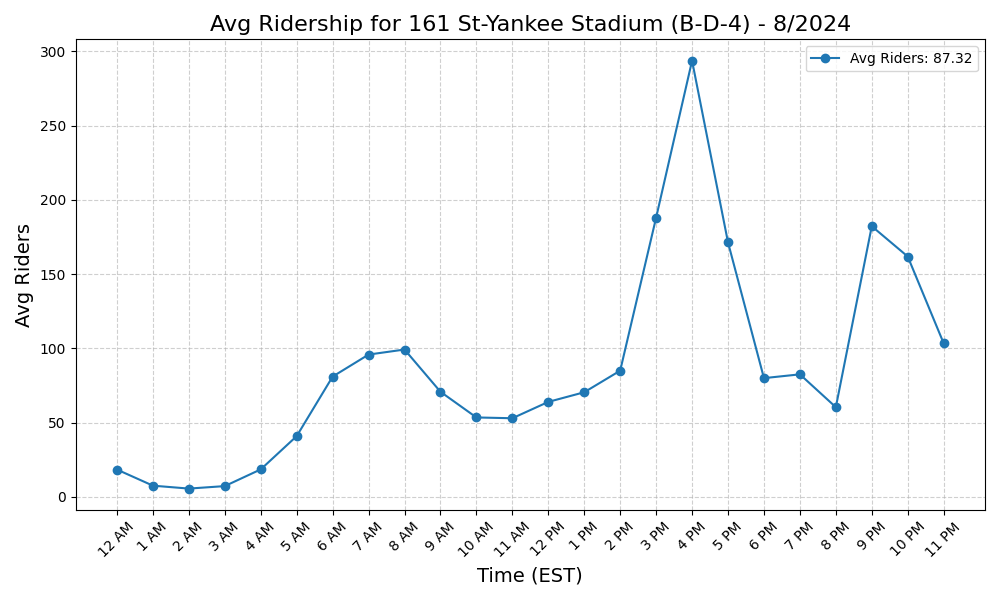 Avg Ridership for 161 St-Yankee Stadium (B-D-4) - 8/2024
Avg Riders: 87.32
300
250
200
150
100
50
0
Avg Riders
12 AM
1 AM
2 AM
3 AM
4 AM
5 AM
6 AM
7 AM
8 AM
9 AM
10 AM
11 AM
12 PM
1 PM
2 PM
3 PM
4 PM
5 PM
6 PM
7 PM
8 PM
9 PM
10 PM
11 PM
Time (EST)